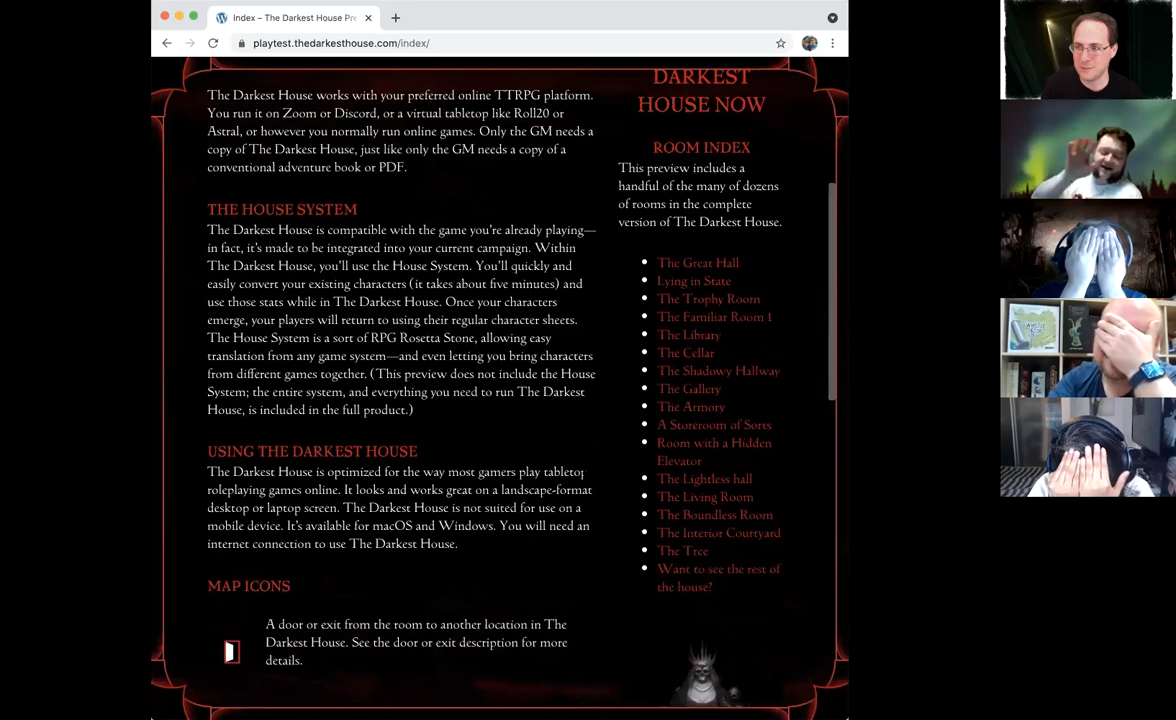 Index – The Darkest House Pre
playtest.thedarkesthouse.com/index/
The Darkest House works with your preferred online TTRPG platform.
You run it on Zoom or Discord, or a virtual tabletop like Roll20 or
Astral, or however you normally run online games. Only the GM needs a
copy of The Darkest House, just like only the GM needs a copy of a
conventional adventure book or PDF.
THE HOUSE SYSTEM
The Darkest House is compatible with the game you're already playing—
in fact, it's made to be integrated into your current campaign. Within
The Darkest House, you'll use the House System. You'll quickly and
easily convert your existing characters (it takes about five minutes) and
use those stats while in The Darkest House. Once your characters
emerge, your players will return to using their regular character sheets.
The House System is a sort of RPG Rosetta Stone, allowing easy
translation from any game system—and even letting you bring characters
from different games together. (This preview does not include the House
System; the entire system, and everything you need to run The Darkest
House, is included in the full product.)
USING THE DARKEST HOUSE
The Darkest House is optimized for the way most gamers play tabletop
roleplaying games online. It looks and works great on a landscape-format
desktop or laptop screen. The Darkest House is not suited for use on a
mobile device. It's available for macOS and Windows. You will need an
internet connection to use The Darkest House.
MAP ICONS
A door or exit from the room to another location in The
Darkest House. See the door or exit description for more
details.
DARKEST
HOUSE NOW
ROOM INDEX
This preview includes a
handful of the many of dozens
of rooms in the complete
version of The Darkest House.
The Great Hall
Lying in State
The Trophy Room
The Familiar Room 1
The Library
The Cellar
The Shadowy Hallway
The Gallery
The Armory
A Storeroom of Sorts
Room with a Hidden
Elevator
The Lightless hall
The Living Room
The Boundless Room
The Interior Courtyard
The Tree
Want to see the rest of
the house?